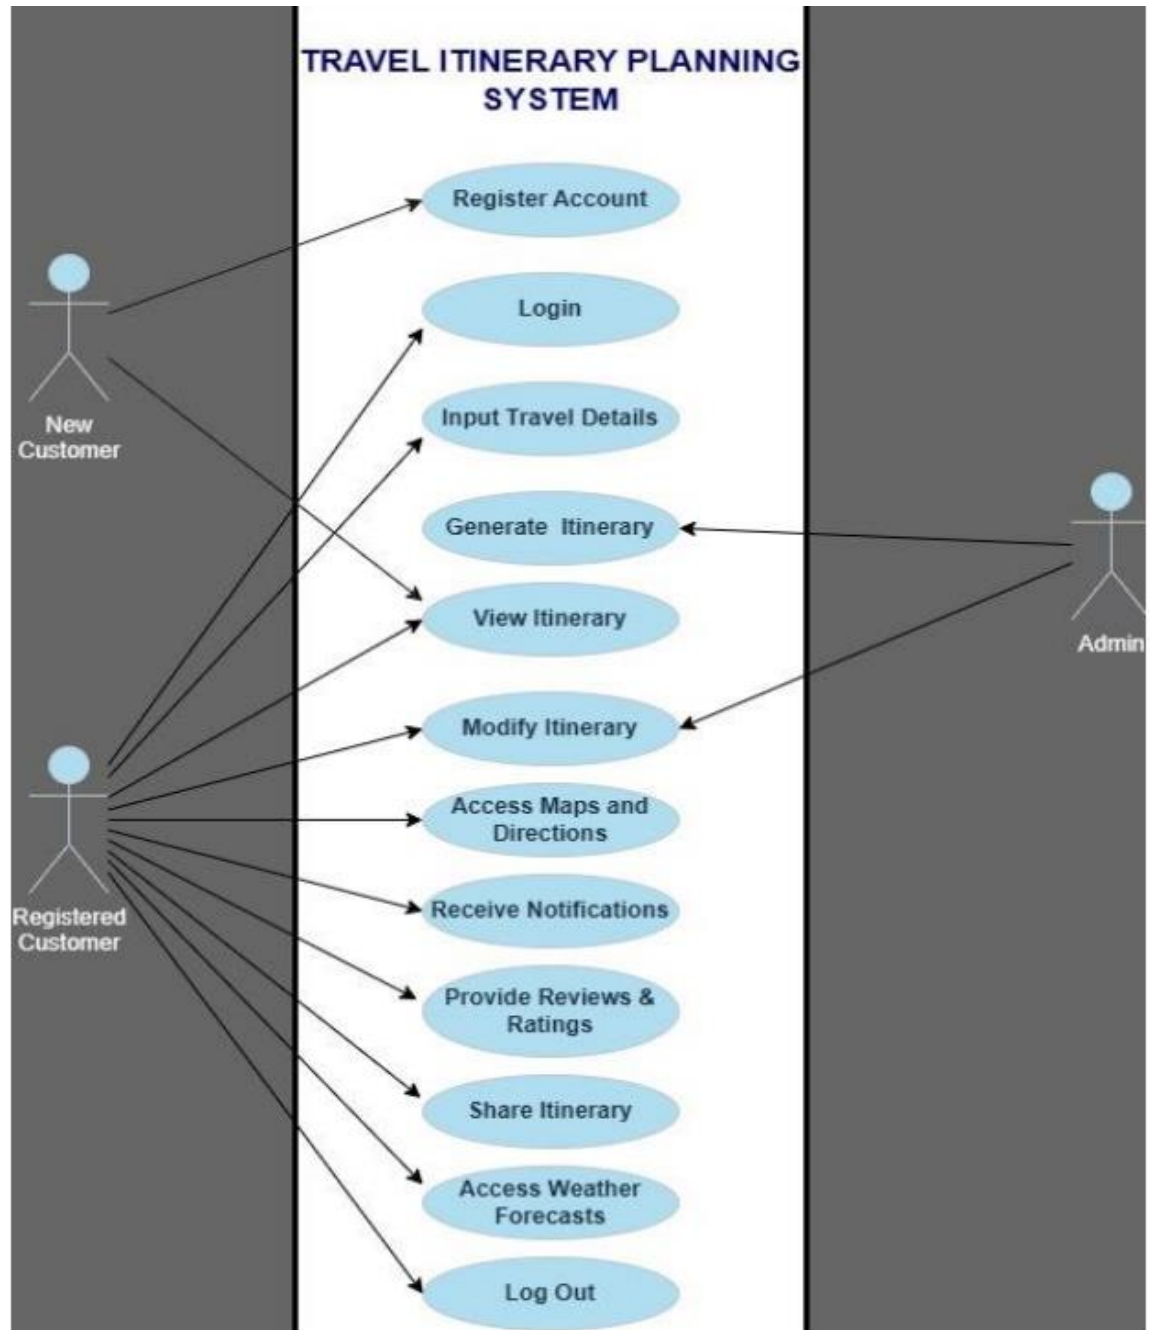 TRAVEL ITINERARY PLANNING
SYSTEM
Register Account
Login
New
Customer
Input Travel Details
Generate  Itinerary
View Itinerary
Admin
Modify Itinerary
Access Maps and
Directions
Registered
Customer
Receive Notifications
Provide Reviews &
Ratings
Share Itinerary
Access Weather
Forecasts
Log Out